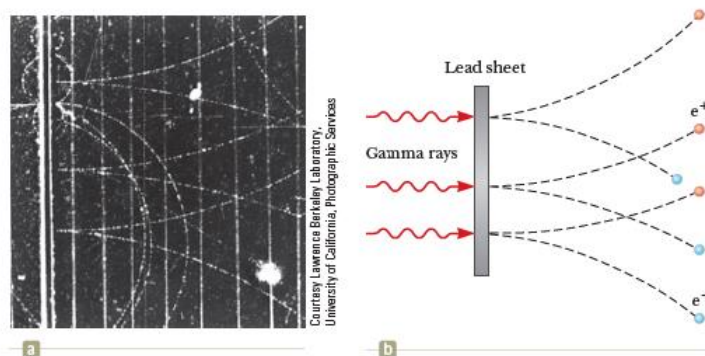 Courtesy Lawrence Berkeley Laboratory,
University of California, Photographic Services
a
Lead sheet
Gamma rays
e+
e−
b